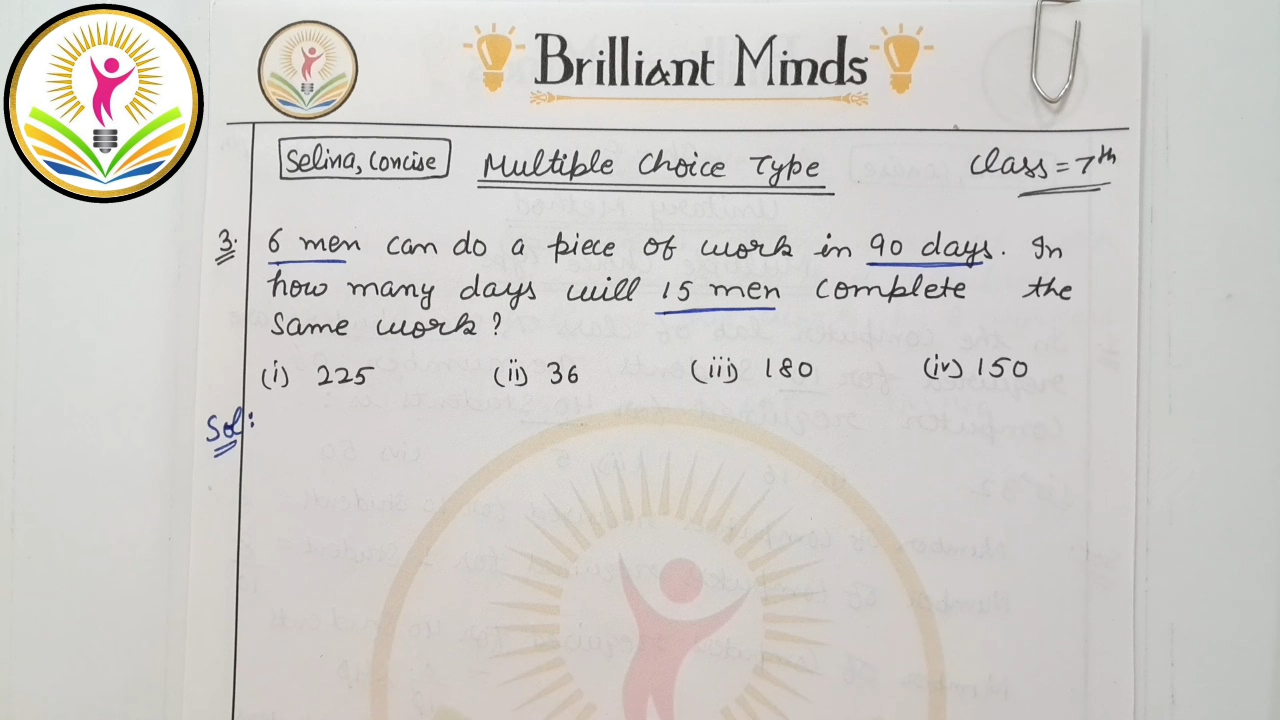 Brilliant Minds
Selina, Concise Multiple Choice Type Class = 7th
3. 6 men can do a piece of work in 90 days. In
how many days will 15 men complete the
same work?
(i) 225 (ii) 36 (iii) 180 (iv) 150
Sol: